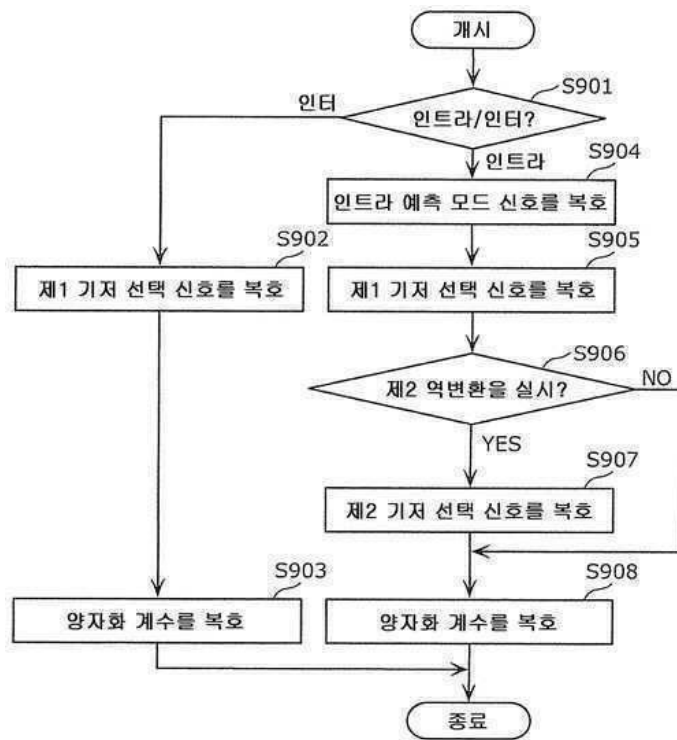 개시
S901
인터
인트라/인터?
인트라
S904
인트라 예측 모드 신호를 복호
S902
S905
제1 기저 선택 신호를 복호
제1 기저 선택 신호를 복호
S906
제2 역변환을 실시?
NO
YES
S907
제2 기저 선택 신호를 복호
S903
S908
양자화 계수를 복호
양자화 계수를 복호
종료